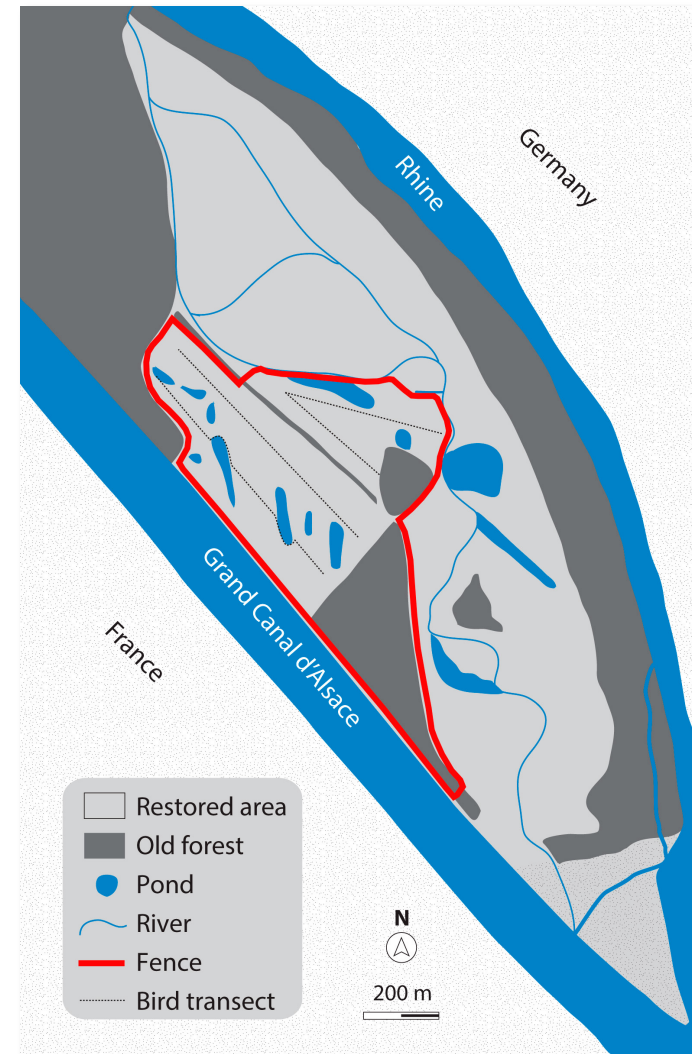 Germany
Rhine
Grand Canal d'Alsace
France
Restored area
Old forest
Pond
River
Fence
Bird transect
N
200 m